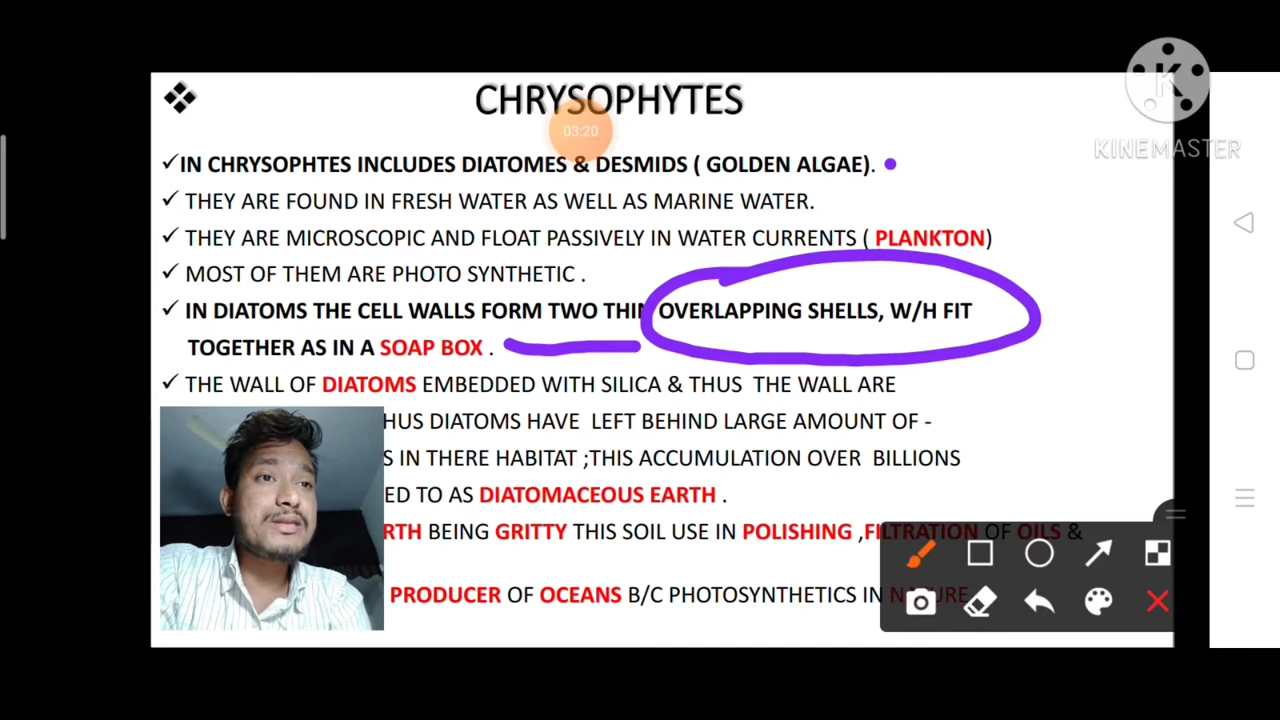 CHRYSOPHYTES
03:20
K
KINEMASTER
IN CHRYSOPHTES INCLUDES DIATOMES & DESMIDS ( GOLDEN ALGAE).
THEY ARE FOUND IN FRESH WATER AS WELL AS MARINE WATER.
THEY ARE MICROSCOPIC AND FLOAT PASSIVELY IN WATER CURRENTS ( PLANKTON)
MOST OF THEM ARE PHOTO SYNTHETIC .
IN DIATOMS THE CELL WALLS FORM TWO THIN OVERLAPPING SHELLS, W/H FIT
TOGETHER AS IN A SOAP BOX .
THE WALL OF DIATOMS EMBEDDED WITH SILICA & THUS THE WALL ARE
HUS DIATOMS HAVE LEFT BEHIND LARGE AMOUNT OF -
S IN THERE HABITAT ;THIS ACCUMULATION OVER BILLIONS
ED TO AS DIATOMACEOUS EARTH .
RTH BEING GRITTY THIS SOIL USE IN POLISHING ,FILTRATION OF OILS &
PRODUCER OF OCEANS B/C PHOTOSYNTHETICS IN NATURE